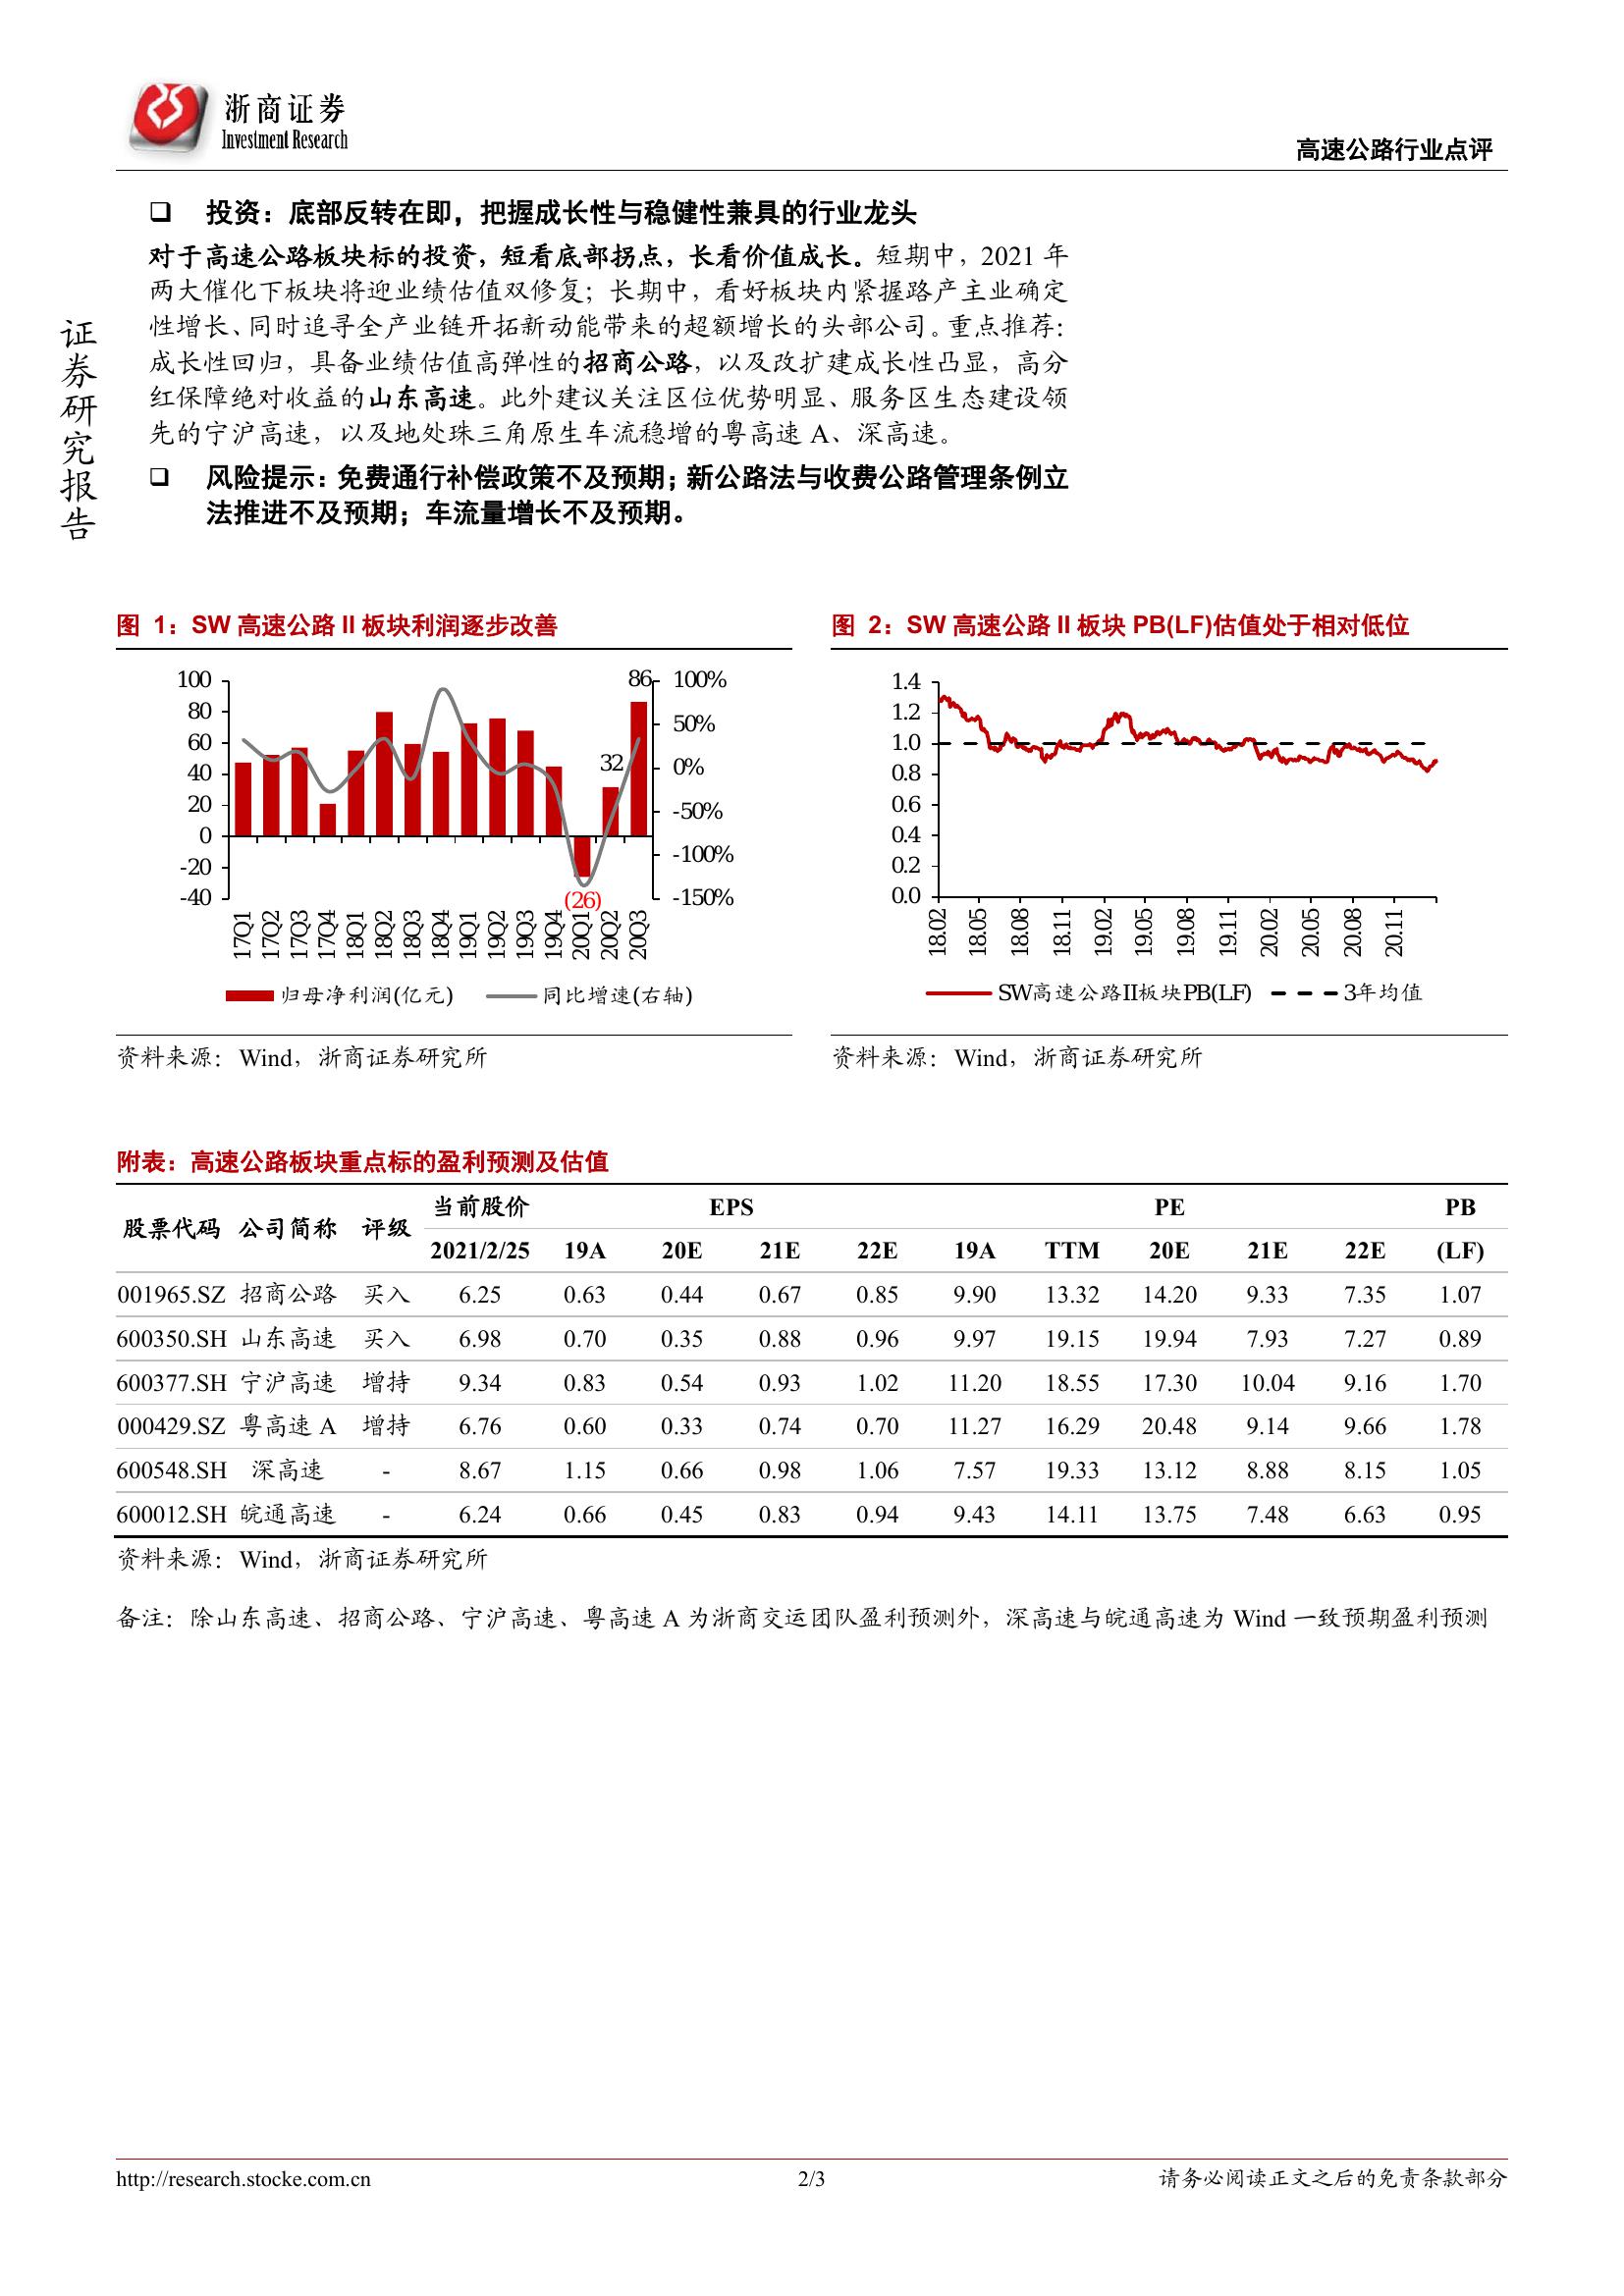 浙商证券
Investment Research
高速公路行业点评
证券研究报告
❑ 投资：底部反转在即，把握成长性与稳健性兼具的行业龙头
对于高速公路板块标的投资，短看底部拐点，长看价值成长。短期中，2021 年
两大催化下板块将迎业绩估值双修复；长期中，看好板块内紧握路产主业确定
性增长、同时追寻全产业链开拓新动能带来的超额增长的头部公司。重点推荐：
成长性回归，具备业绩估值高弹性的招商公路，以及改扩建成长性凸显，高分
红保障绝对收益的山东高速。此外建议关注区位优势明显、服务区生态建设领
先的宁沪高速，以及地处珠三角原生车流稳增的粤高速 A、深高速。
❑ 风险提示：免费通行补偿政策不及预期；新公路法与收费公路管理条例立
法推进不及预期；车流量增长不及预期。
图 1：SW 高速公路 II 板块利润逐步改善
100 80 60 40 20 0 -20 -40
86 32 (26)
100% 50% 0% -50% -100% -150%
17Q1 17Q2 17Q3 17Q4 18Q1 18Q2 18Q3 18Q4 19Q1 19Q2 19Q3 19Q4 20Q1 20Q2 20Q3
归母净利润(亿元) 同比增速(右轴)
资料来源：Wind，浙商证券研究所
图 2：SW 高速公路 II 板块 PB(LF)估值处于相对低位
1.4 1.2 1.0 0.8 0.6 0.4 0.2 0.0
18.02 18.05 18.08 18.11 19.02 19.05 19.08 19.11 20.02 20.05 20.08 20.11
SW高速公路II板块PB(LF) 3年均值
资料来源：Wind，浙商证券研究所
附表：高速公路板块重点标的盈利预测及估值
股票代码 公司简称 评级 当前股价 EPS PE PB
2021/2/25 19A 20E 21E 22E 19A TTM 20E 21E 22E (LF)
001965.SZ 招商公路 买入 6.25 0.63 0.44 0.67 0.85 9.90 13.32 14.20 9.33 7.35 1.07
600350.SH 山东高速 买入 6.98 0.70 0.35 0.88 0.96 9.97 19.15 19.94 7.93 7.27 0.89
600377.SH 宁沪高速 增持 9.34 0.83 0.54 0.93 1.02 11.20 18.55 17.30 10.04 9.16 1.70
000429.SZ 粤高速 A 增持 6.76 0.60 0.33 0.74 0.70 11.27 16.29 20.48 9.14 9.66 1.78
600548.SH 深高速 - 8.67 1.15 0.66 0.98 1.06 7.57 19.33 13.12 8.88 8.15 1.05
600012.SH 皖通高速 - 6.24 0.66 0.45 0.83 0.94 9.43 14.11 13.75 7.48 6.63 0.95
资料来源：Wind，浙商证券研究所
备注：除山东高速、招商公路、宁沪高速、粤高速 A 为浙商交运团队盈利预测外，深高速与皖通高速为 Wind 一致预期盈利预测
http://research.stocke.com.cn
2/3
请务必阅读正文之后的免责条款部分